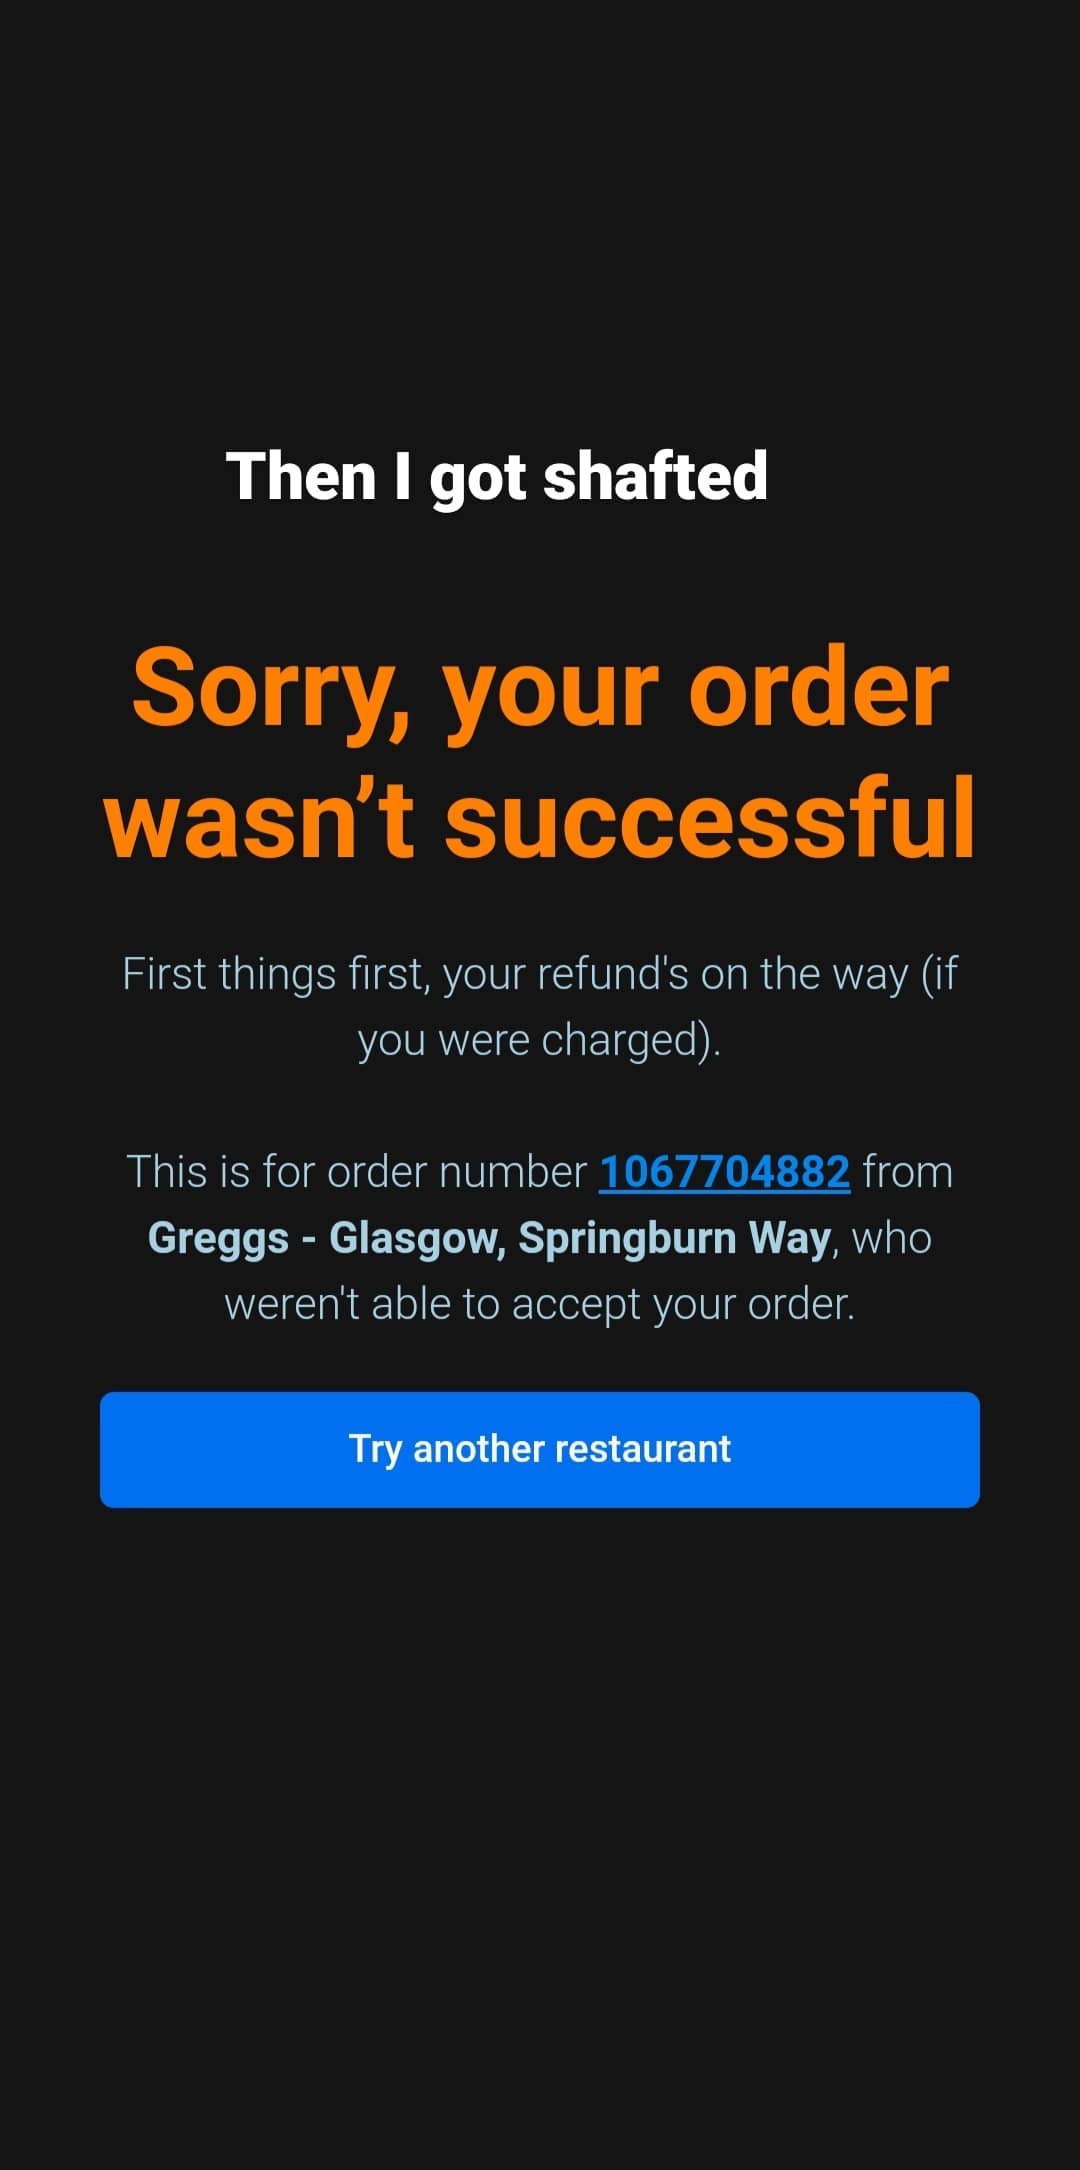 Then I got shafted
Sorry, your order
wasn’t successful
First things first, your refund's on the way (if
you were charged).
This is for order number 1067704882 from
Greggs - Glasgow, Springburn Way, who
weren't able to accept your order.
Try another restaurant